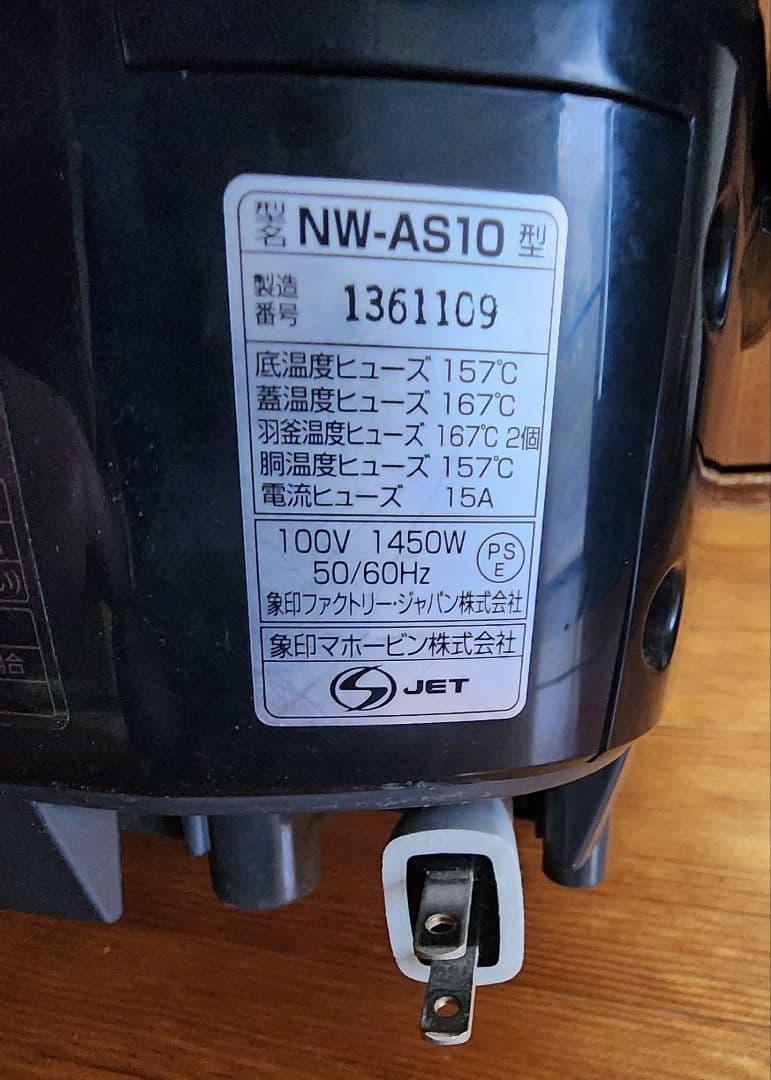 型名 NW-AS10 型
製造番号 1361109
底温度ヒューズ 157℃
蓋温度ヒューズ 167℃
羽釜温度ヒューズ 167℃ 2個
胴温度ヒューズ 157℃
電流ヒューズ 15A
100V 1450W
50/60Hz
PSE
象印ファクトリー・ジャパン株式会社
象印マホービン株式会社
JET